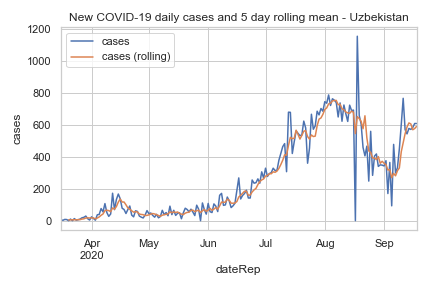 New COVID-19 daily cases and 5 day rolling mean - Uzbekistan
cases
cases (rolling)
1200
1000
800
600
400
200
0
cases
Apr
2020
May
Jun
Jul
Aug
Sep
dateRep